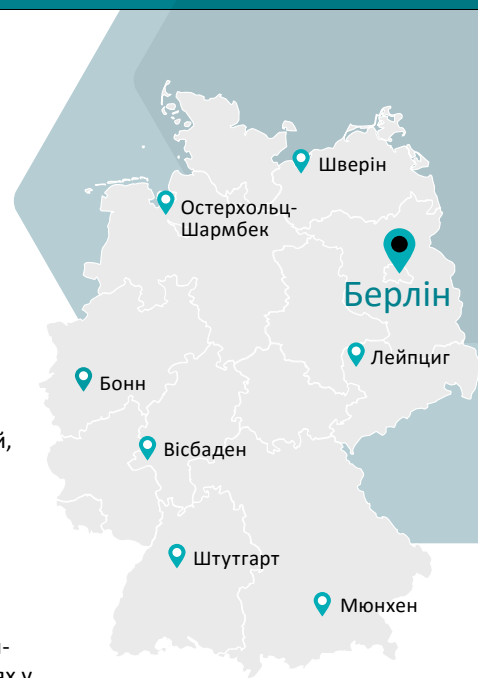 Шверін
Остерхольц-
Шармбек
Берлін
Лейпциг
Бонн
й,
Вісбаден
Штутгарт
Мюнхен
х у